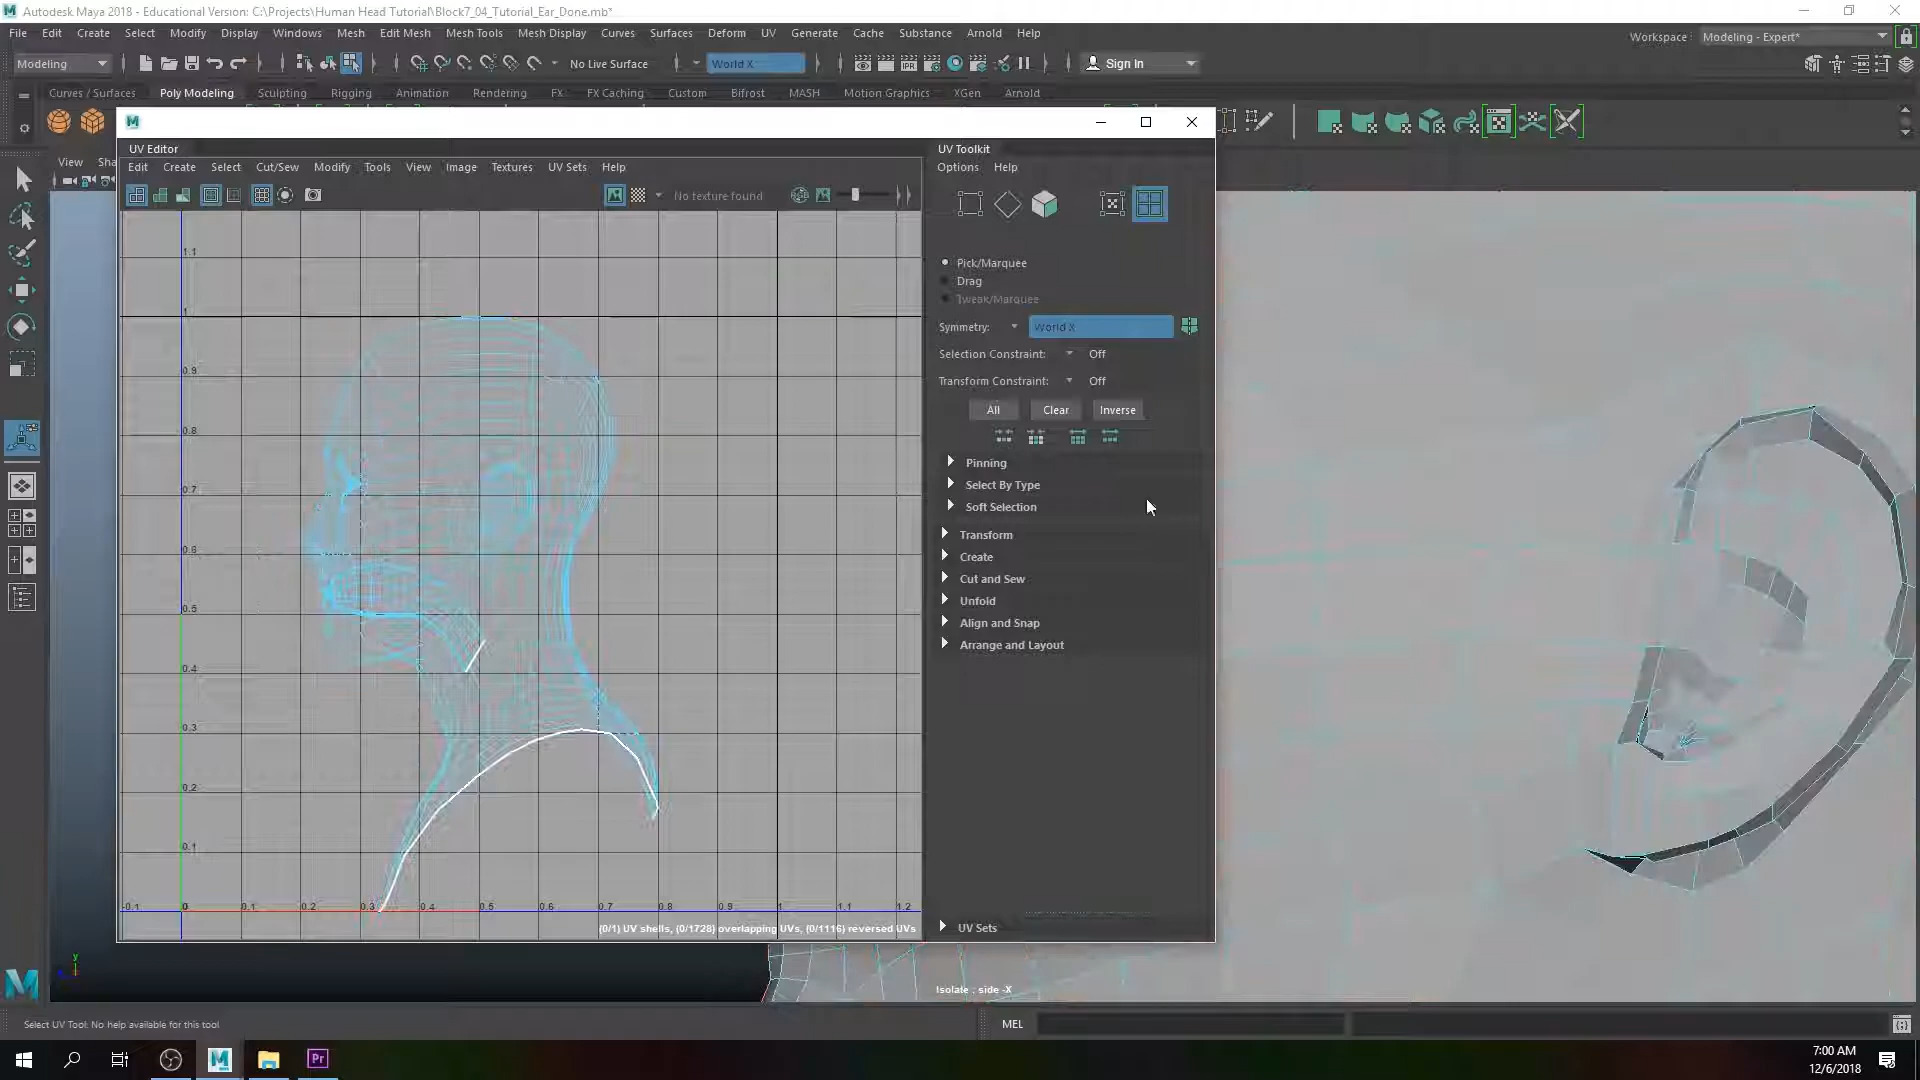 Autodesk Maya 2018 - Educational Version: C:\Projects\Human Head Tutorial\Block7_04_Tutorial_Ear_Done.mb*
File Edit Create Select Modify Display Windows Mesh Edit Mesh Mesh Tools Mesh Display Curves Surfaces Deform UV Generate Cache Substance Arnold Help
Workspace : Modeling - Expert*
Modeling No Live Surface World X Sign In
Curves / Surfaces Poly Modeling Sculpting Rigging Animation Rendering FX FX Caching Custom Bifrost MASH Motion Graphics XGen Arnold
View Sha
UV Editor
Edit Create Select Cut/Sew Modify Tools View Image Textures UV Sets Help
No texture found
UV Toolkit
Options Help
Pick/Marquee
Drag
Tweak/Marquee
Symmetry: World X
Selection Constraint: Off
Transform Constraint: Off
All Clear Inverse
Pinning
Select By Type
Soft Selection
Transform
Create
Cut and Sew
Unfold
Align and Snap
Arrange and Layout
UV Sets
1.1
1
0.9
0.8
0.7
0.6
0.5
0.4
0.3
0.2
0.1
-0.1 0 0.1 0.2 0.3 0.4 0.5 0.6 0.7 0.8 0.9 1 1.1 1.2
(0/1) UV shells, (0/1728) overlapping UVs, (0/1116) reversed UVs
y
Isolate : side -X
Select UV Tool: No help available for this tool
MEL
Pr
7:00 AM
12/6/2018